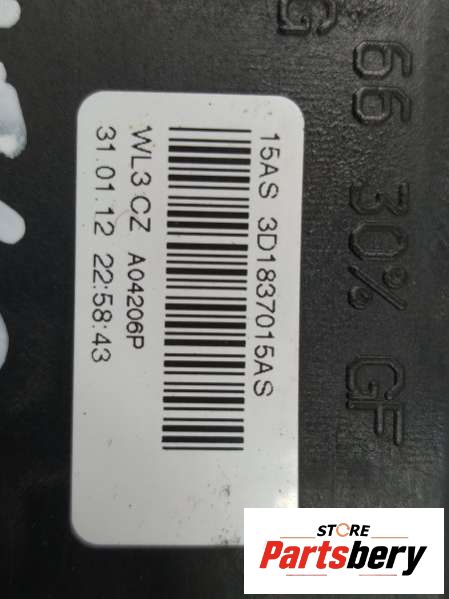 G 66 30% GF
15AS 3D1837015AS
WL3 CZ A04206P
31.01.12 22:58:43
STORE
Partsbery